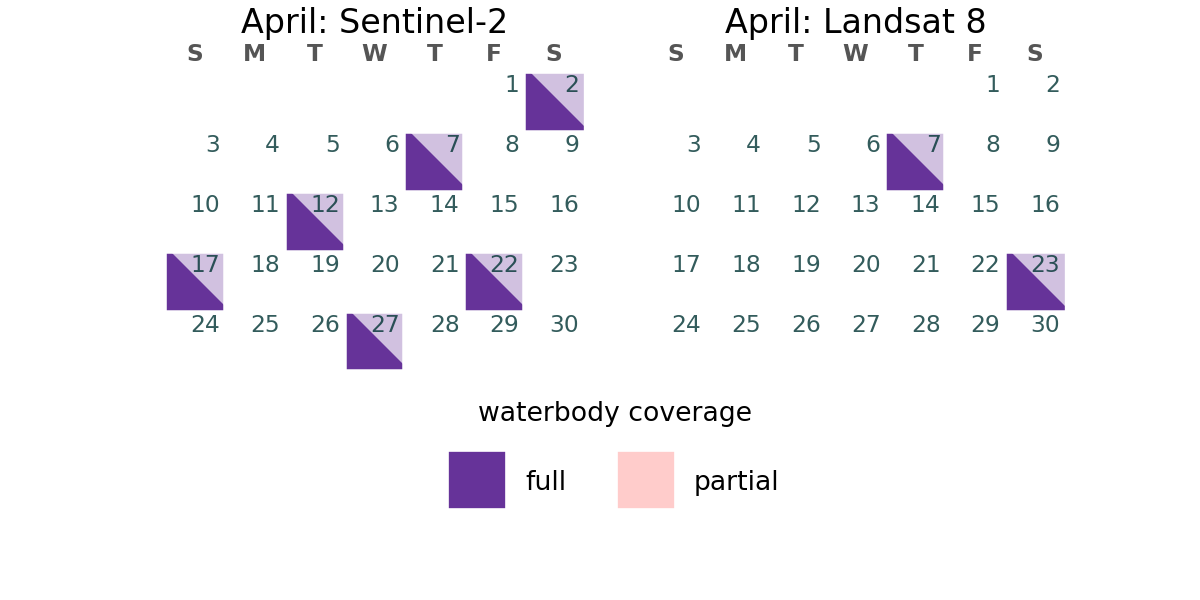 April: Sentinel-2
S M T W T F S
1 2
3 4 5 6 7 8 9
10 11 12 13 14 15 16
17 18 19 20 21 22 23
24 25 26 27 28 29 30
April: Landsat 8
S M T W T F S
1 2
3 4 5 6 7 8 9
10 11 12 13 14 15 16
17 18 19 20 21 22 23
24 25 26 27 28 29 30
waterbody coverage
full
partial